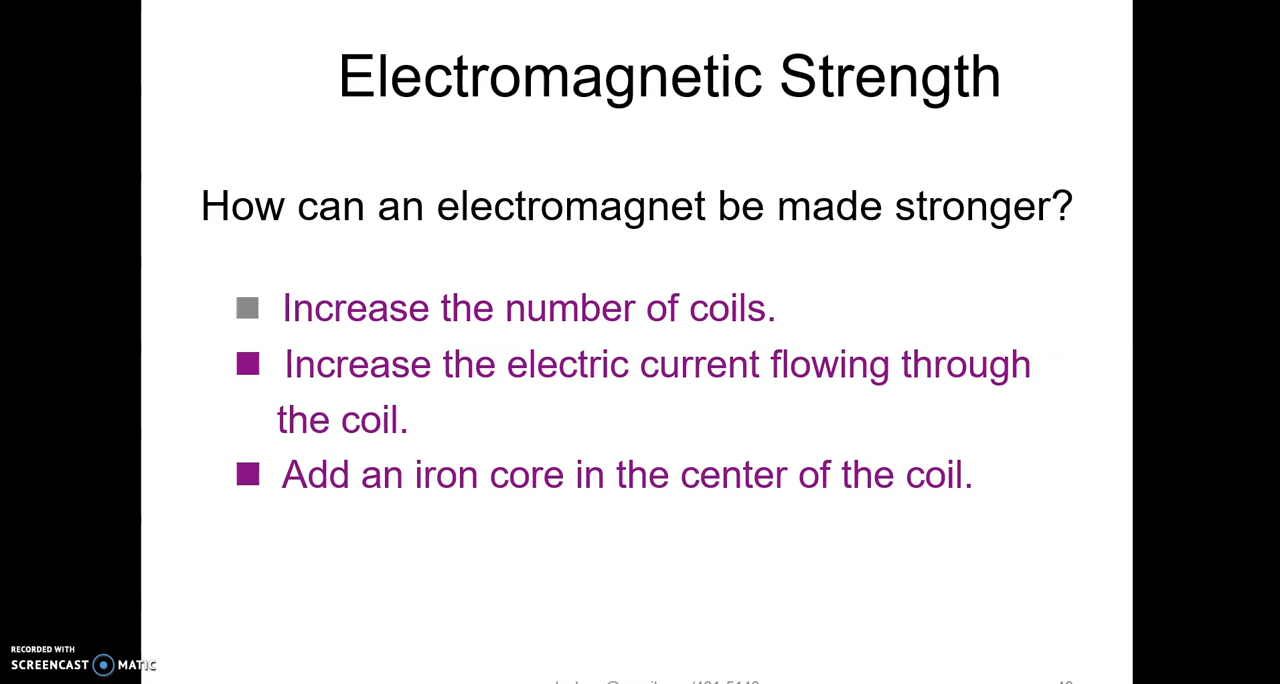 Electromagnetic Strength
How can an electromagnet be made stronger?
Increase the number of coils.
Increase the electric current flowing through
the coil.
Add an iron core in the center of the coil.
RECORDED WITH
SCREENCAST MATIC